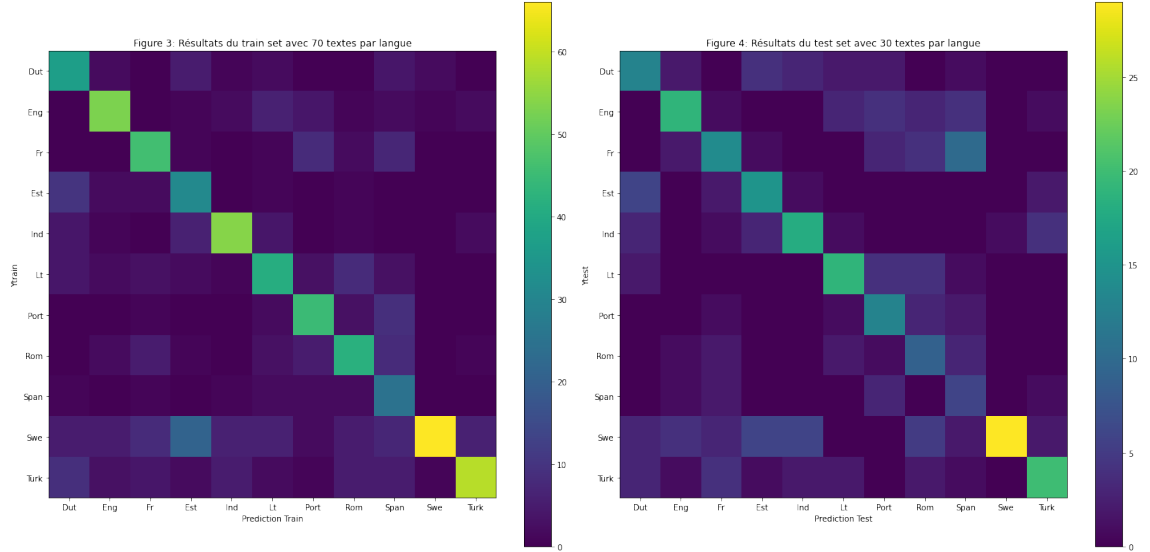 Figure 3: Résultats du train set avec 70 textes par langue
Dut
Eng
Fr
Est
Ind
Lt
Port
Rom
Span
Swe
Turk
Ytrain
Dut Eng Fr Est Ind Lt Port Rom Span Swe Turk
Prediction Train
60
50
40
30
20
10
0
Figure 4: Résultats du test set avec 30 textes par langue
Dut
Eng
Fr
Est
Ind
Lt
Port
Rom
Span
Swe
Turk
Ytest
Dut Eng Fr Est Ind Lt Port Rom Span Swe Turk
Prediction Test
25
20
15
10
5
0